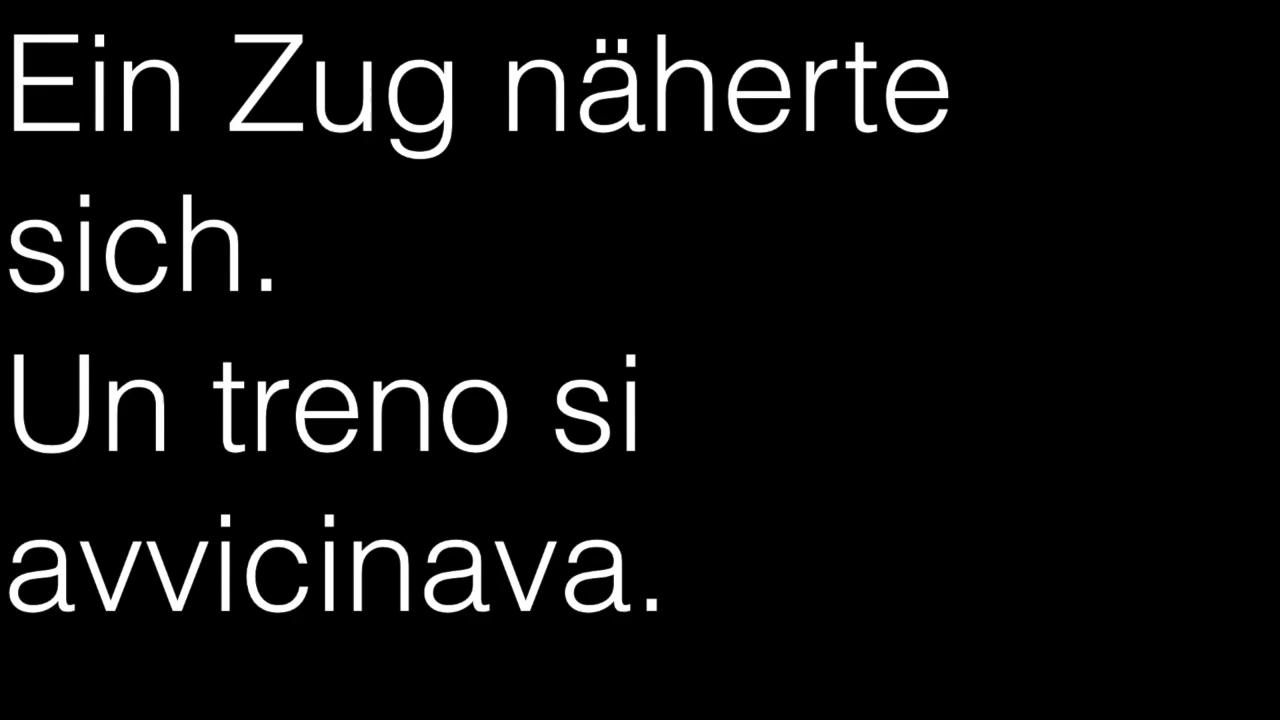 Ein Zug näherte
sich.
Un treno si
avvicinava.